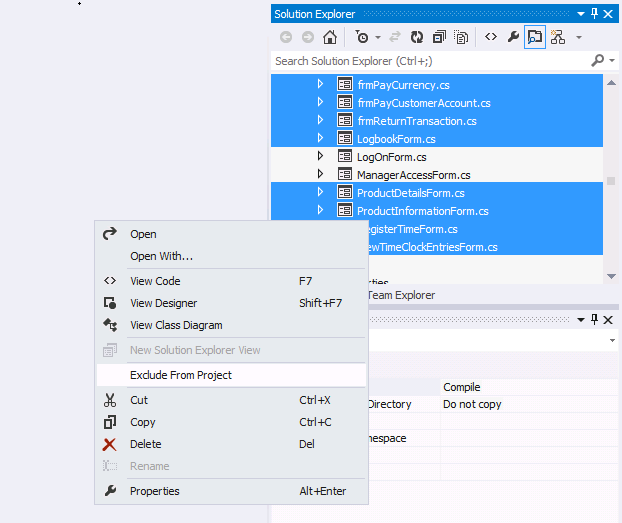 Solution Explorer
Search Solution Explorer (Ctrl+;)
frmPayCurrency.cs
frmPayCustomerAccount.cs
frmReturnTransaction.cs
LogbookForm.cs
LogOnForm.cs
ManagerAccessForm.cs
ProductDetailsForm.cs
ProductInformationForm.cs
egisterTimeForm.cs
ewTimeClockEntriesForm.cs
erties
Team Explorer
Open
Open With...
View Code F7
View Designer Shift+F7
View Class Diagram
New Solution Explorer View
Exclude From Project
Cut Ctrl+X
Copy Ctrl+C
Delete Del
Rename
Properties Alt+Enter
Compile
Directory Do not copy
mespace